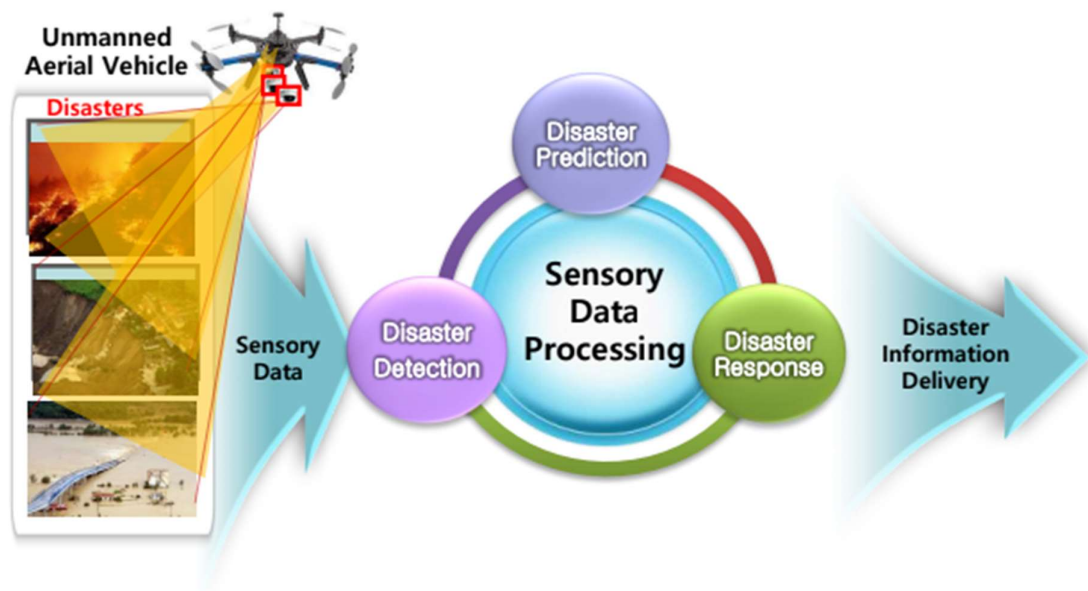 Unmanned
Aerial Vehicle
Disasters
Sensory
Data
Disaster
Prediction
Sensory
Data
Processing
Disaster
Detection
Disaster
Response
Disaster
Information
Delivery